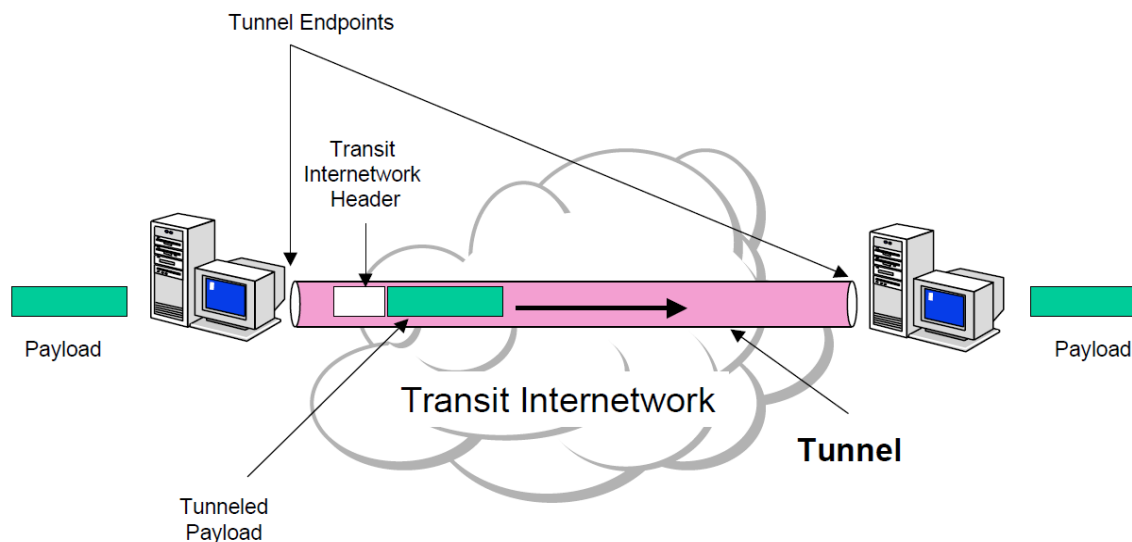 Tunnel Endpoints
Transit
Internetwork
Header
Payload
Payload
Transit Internetwork
Tunnel
Tunneled
Payload